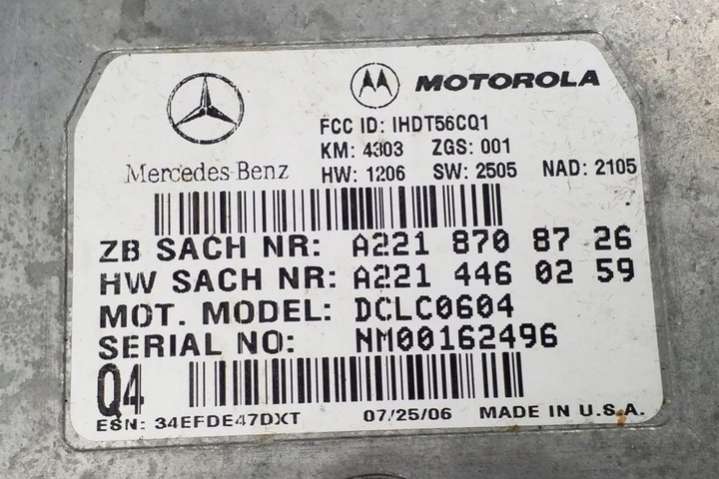 MOTOROLA
FCC ID: IHDT56CQ1
KM: 4303 ZGS: 001
Mercedes-Benz
HW: 1206 SW: 2505 NAD: 2105
ZB SACH NR: A221 870 87 26
HW SACH NR: A221 446 02 59
MOT. MODEL: DCLC0604
SERIAL NO: NM00162496
Q4
ESN: 34EFDE47DXT 07/25/06 MADE IN U.S.A.